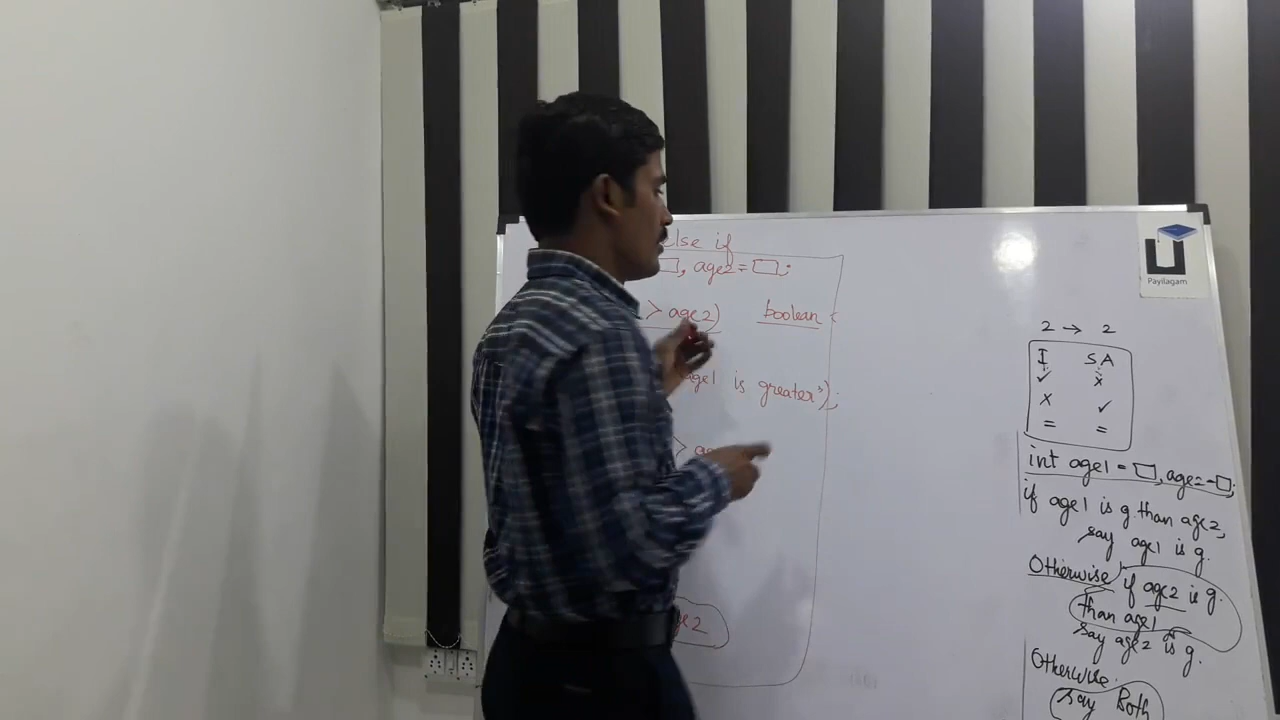 else if
, age2 = ;
> age2) boolean
age1 is greater");
>
Payilagam
2 → 2
I SA
✓ x
x ✓
= =
int age1 = , age2 = ;
if age1 is g. than age2,
say age1 is g.
Otherwise if age2 is g.
than age1
say age2 is g.
Otherwise
say Both